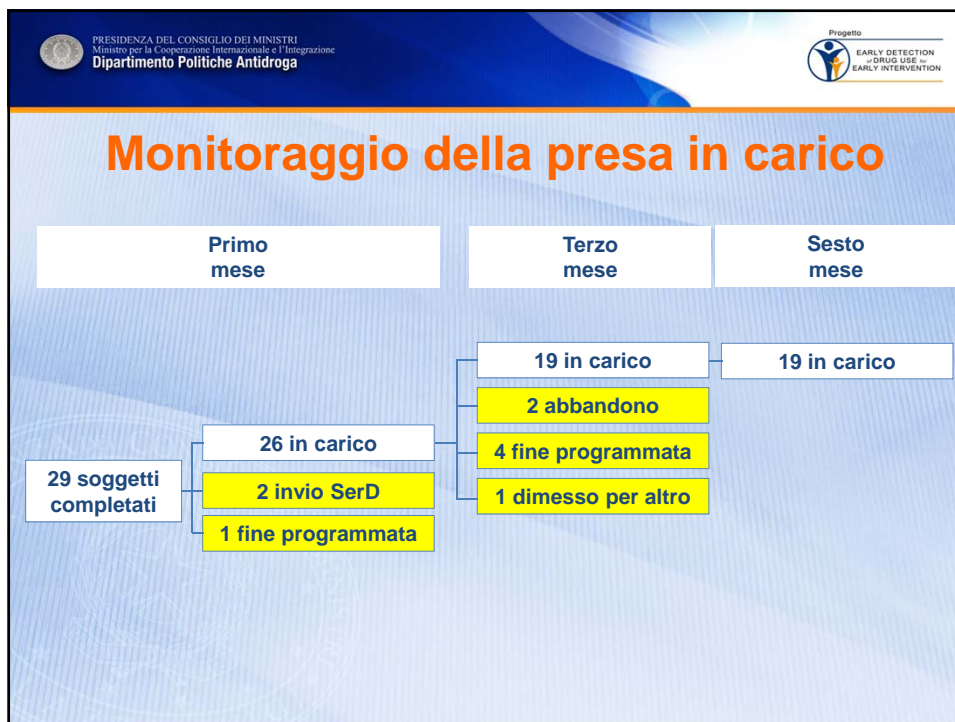 PRESIDENZA DEL CONSIGLIO DEI MINISTRI
Ministro per la Cooperazione Internazionale e l'Integrazione
Dipartimento Politiche Antidroga
Progetto
EARLY DETECTION
of DRUG USE for
EARLY INTERVENTION
Monitoraggio della presa in carico
Primo
mese
Terzo
mese
Sesto
mese
29 soggetti
completati
26 in carico
2 invio SerD
1 fine programmata
19 in carico
2 abbandono
4 fine programmata
1 dimesso per altro
19 in carico